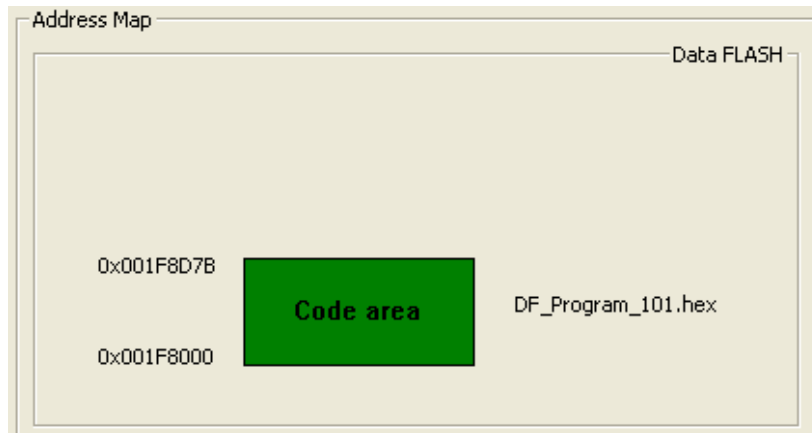 Address Map
Data FLASH
0x001F8D7B
Code area
DF_Program_101.hex
0x001F8000